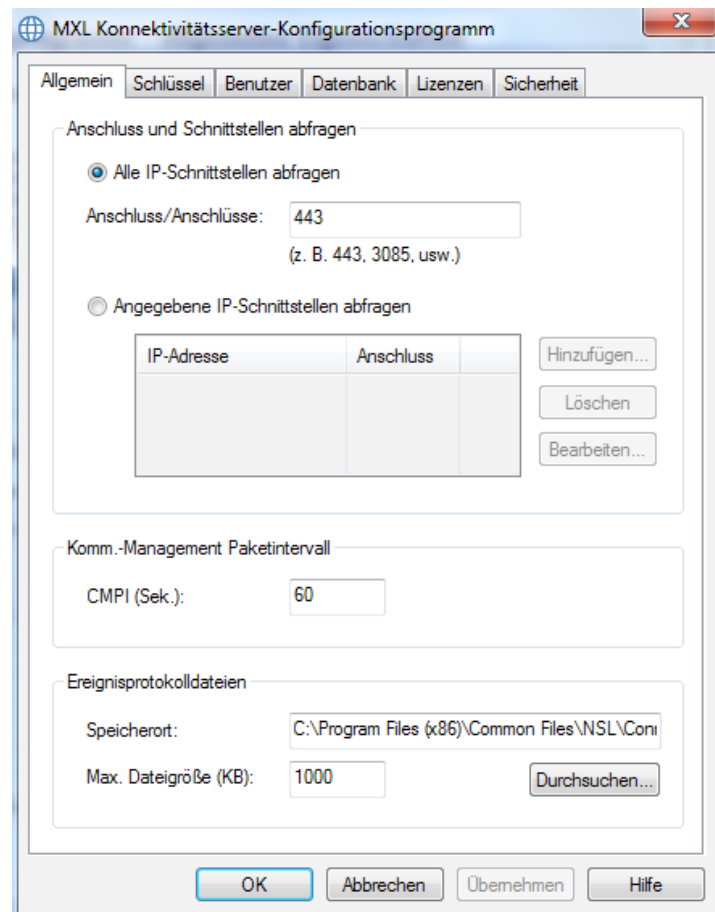 MXL Konnektivitätsserver-Konfigurationsprogramm
Allgemein Schlüssel Benutzer Datenbank Lizenzen Sicherheit
Anschluss und Schnittstellen abfragen
Alle IP-Schnittstellen abfragen
Anschluss/Anschlüsse: 443
(z. B. 443, 3085, usw.)
Angegebene IP-Schnittstellen abfragen
IP-Adresse Anschluss Hinzufügen...
Löschen
Bearbeiten...
Komm.-Management Paketintervall
CMPI (Sek.): 60
Ereignisprotokolldateien
Speicherort: C:\Program Files (x86)\Common Files\NSL\Con
Max. Dateigröße (KB): 1000 Durchsuchen...
OK Abbrechen Übernehmen Hilfe